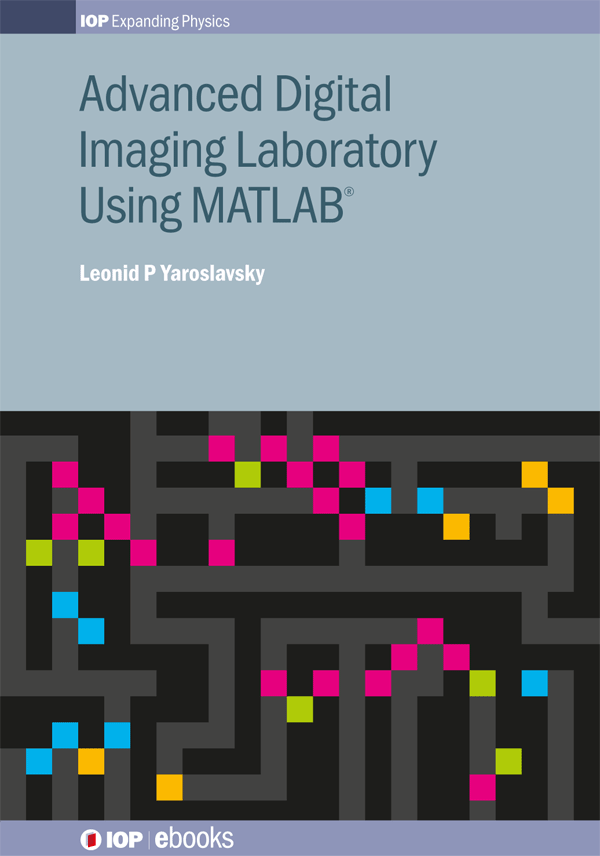 IOP Expanding Physics
Advanced Digital
Imaging Laboratory
Using MATLAB®
Leonid P Yaroslavsky
IOP | ebooks